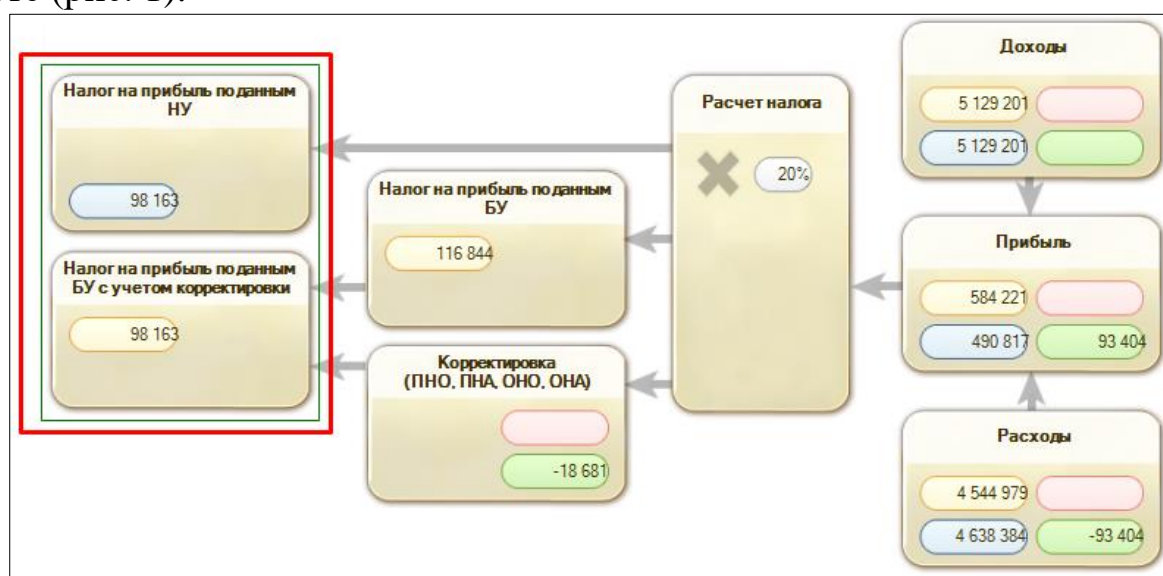 (рис. 1).
Налог на прибыль по данным
НУ
98 163
Налог на прибыль по данным
БУ с учетом корректировки
98 163
Налог на прибыль по данным
БУ
116 844
Корректировка
(ПНО, ПНА, ОНО, ОНА)
-18 681
Расчет налога
20%
Доходы
5 129 201
5 129 201
Прибыль
584 221
490 817
93 404
Расходы
4 544 979
4 638 384
-93 404